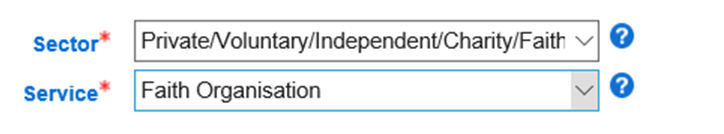 Sector* Private/Voluntary/Independent/Charity/Faith ?
Service* Faith Organisation ?